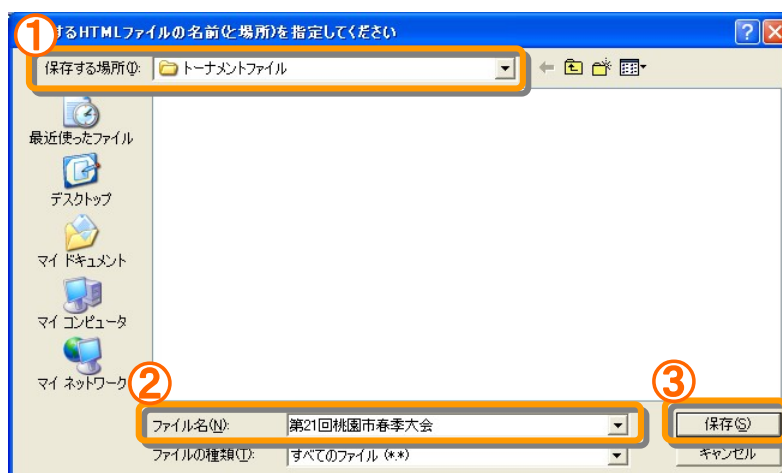 ①
するHTMLファイルの名前(と場所)を指定してください
保存する場所(I): トーナメントファイル
最近使ったファイル
デスクトップ
マイ ドキュメント
マイ コンピュータ
マイ ネットワーク
② ③
ファイル名(N): 第21回桃園市春季大会 保存(S)
ファイルの種類(T): すべてのファイル (*.*) キャンセル